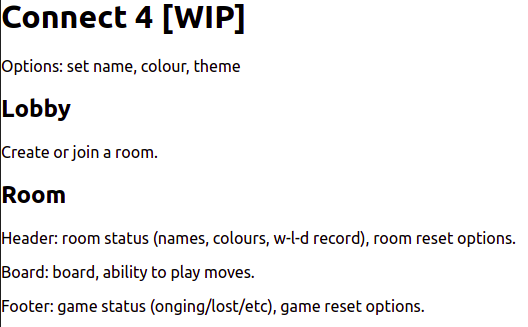 Connect 4 [WIP]
Options: set name, colour, theme
Lobby
Create or join a room.
Room
Header: room status (names, colours, w-l-d record), room reset options.
Board: board, ability to play moves.
Footer: game status (onging/lost/etc), game reset options.